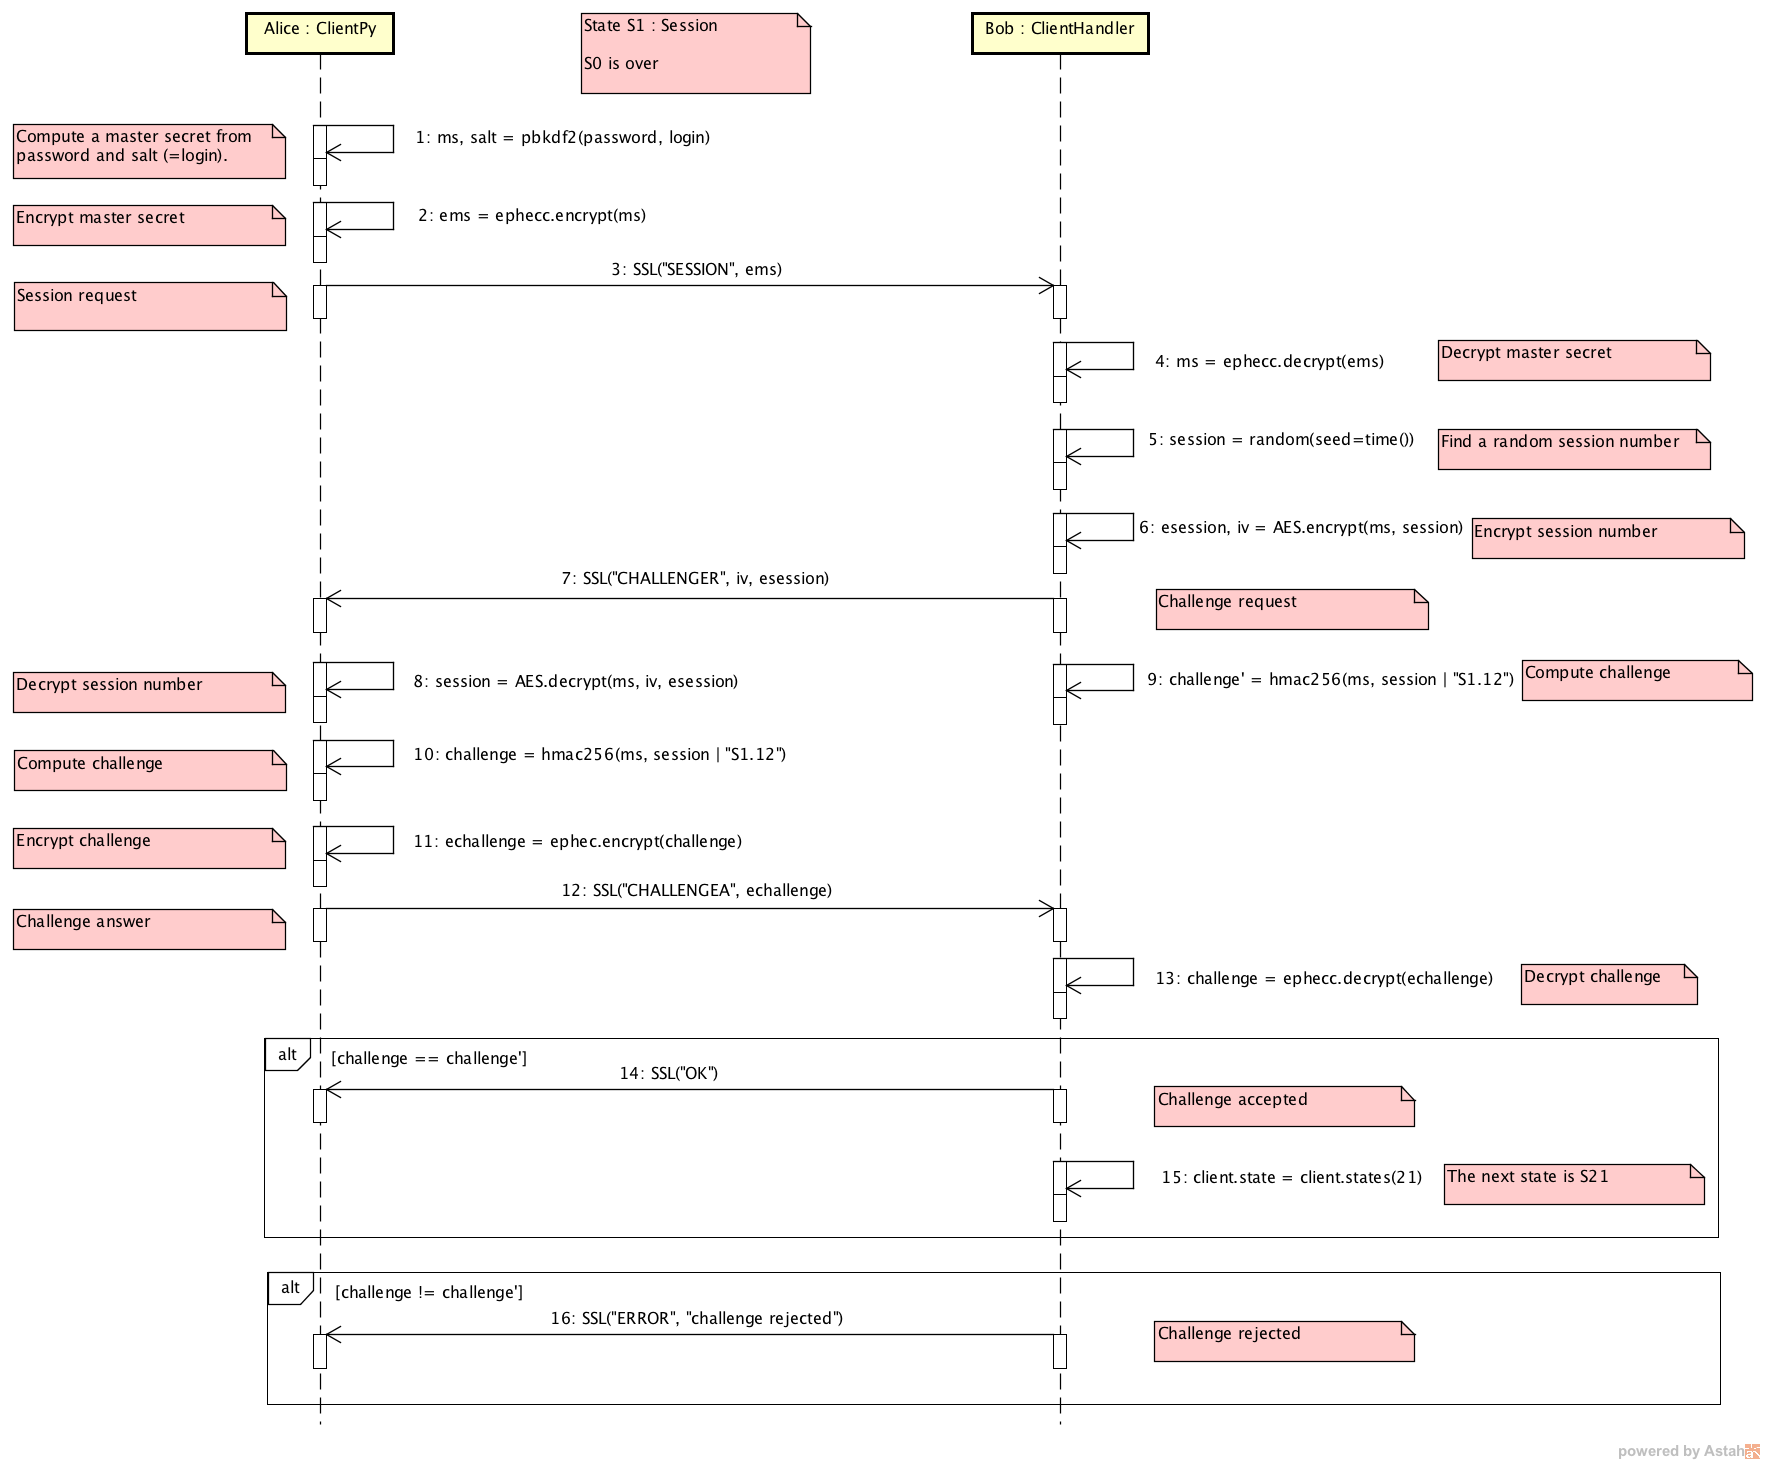 Alice : ClientPy
State S1 : Session
S0 is over
Bob : ClientHandler
Compute a master secret from
password and salt (=login).
1: ms, salt = pbkdf2(password, login)
Encrypt master secret
2: ems = ephecc.encrypt(ms)
Session request
3: SSL("SESSION", ems)
4: ms = ephecc.decrypt(ems)
Decrypt master secret
5: session = random(seed=time())
Find a random session number
6: esession, iv = AES.encrypt(ms, session)
Encrypt session number
7: SSL("CHALLENGER", iv, esession)
Challenge request
Decrypt session number
8: session = AES.decrypt(ms, iv, esession)
9: challenge' = hmac256(ms, session | "S1.12")
Compute challenge
Compute challenge
10: challenge = hmac256(ms, session | "S1.12")
Encrypt challenge
11: echallenge = ephec.encrypt(challenge)
Challenge answer
12: SSL("CHALLENGEA", echallenge)
13: challenge = ephecc.decrypt(echallenge)
Decrypt challenge
alt
[challenge == challenge']
14: SSL("OK")
Challenge accepted
15: client.state = client.states(21)
The next state is S21
alt
[challenge != challenge']
16: SSL("ERROR", "challenge rejected")
Challenge rejected
powered by Astah